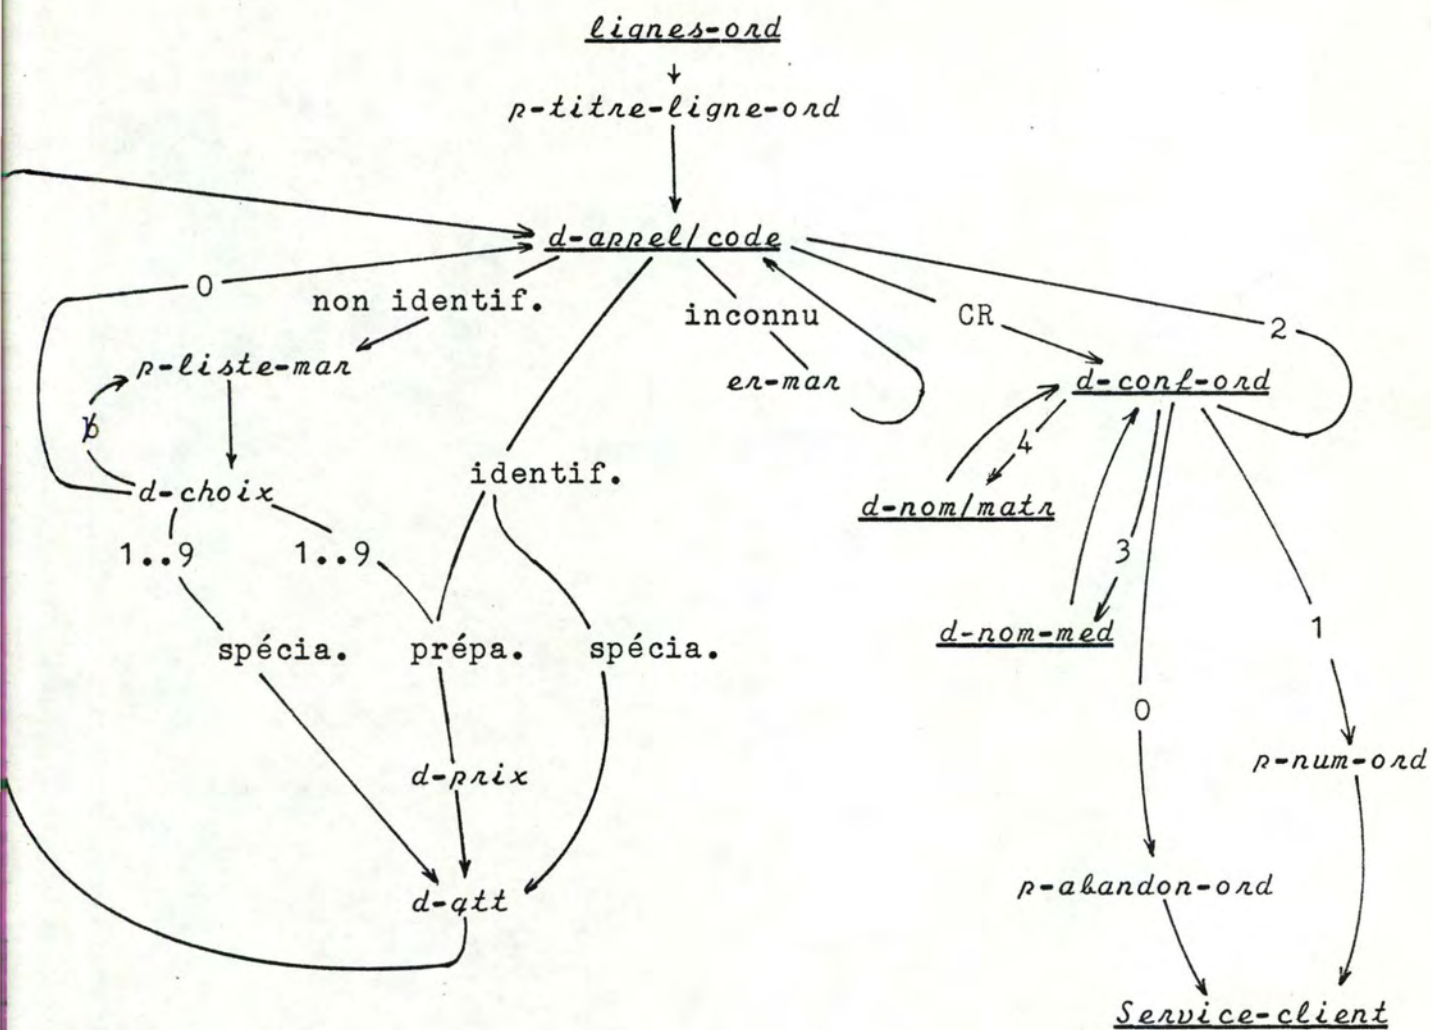 lignes-ord
p-titre-ligne-ord
d-appel/code
0
non identif.
inconnu
CR
2
p-liste-mar
er-mar
d-conf-ord
4
identif.
d-choix
d-nom/matr
1..9
1..9
3
d-nom-med
1
spécia.
prépa.
spécia.
0
p-num-ord
d-prix
p-abandon-ord
d-qtt
Service-client